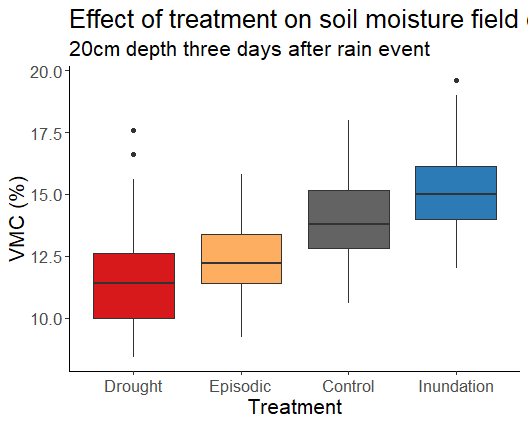 Effect of treatment on soil moisture field
20cm depth three days after rain event
20.0
17.5
15.0
12.5
10.0
VMC (%)
Drought Episodic Control Inundation
Treatment